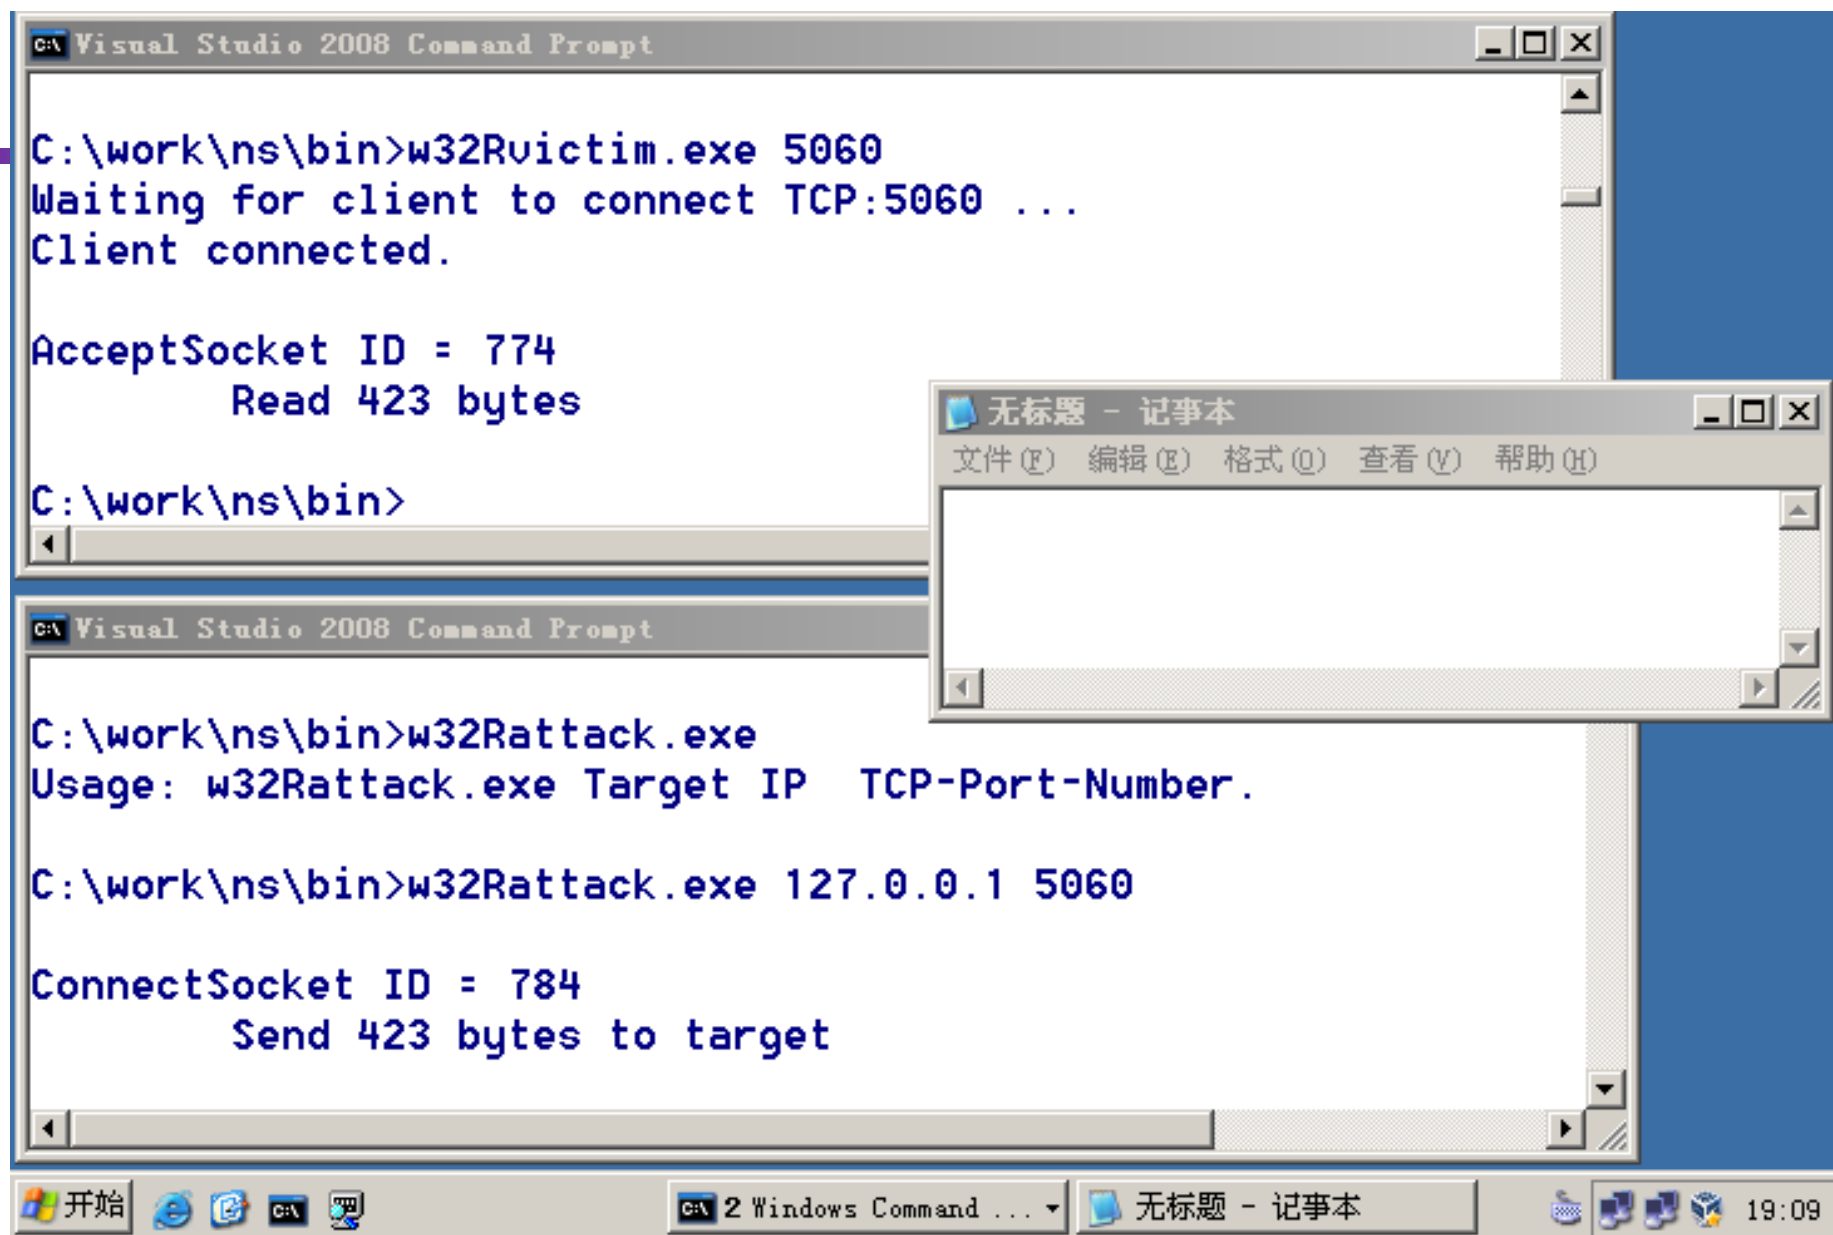 Visual Studio 2008 Command Prompt
C:\work\ns\bin>w32Rvictim.exe 5060
Waiting for client to connect TCP:5060 ...
Client connected.
AcceptSocket ID = 774
Read 423 bytes
C:\work\ns\bin>
无标题 - 记事本
文件(F) 编辑(E) 格式(O) 查看(V) 帮助(H)
Visual Studio 2008 Command Prompt
C:\work\ns\bin>w32Rattack.exe
Usage: w32Rattack.exe Target IP  TCP-Port-Number.
C:\work\ns\bin>w32Rattack.exe 127.0.0.1 5060
ConnectSocket ID = 784
Send 423 bytes to target
开始 2 Windows Command ... 无标题 - 记事本 19:09